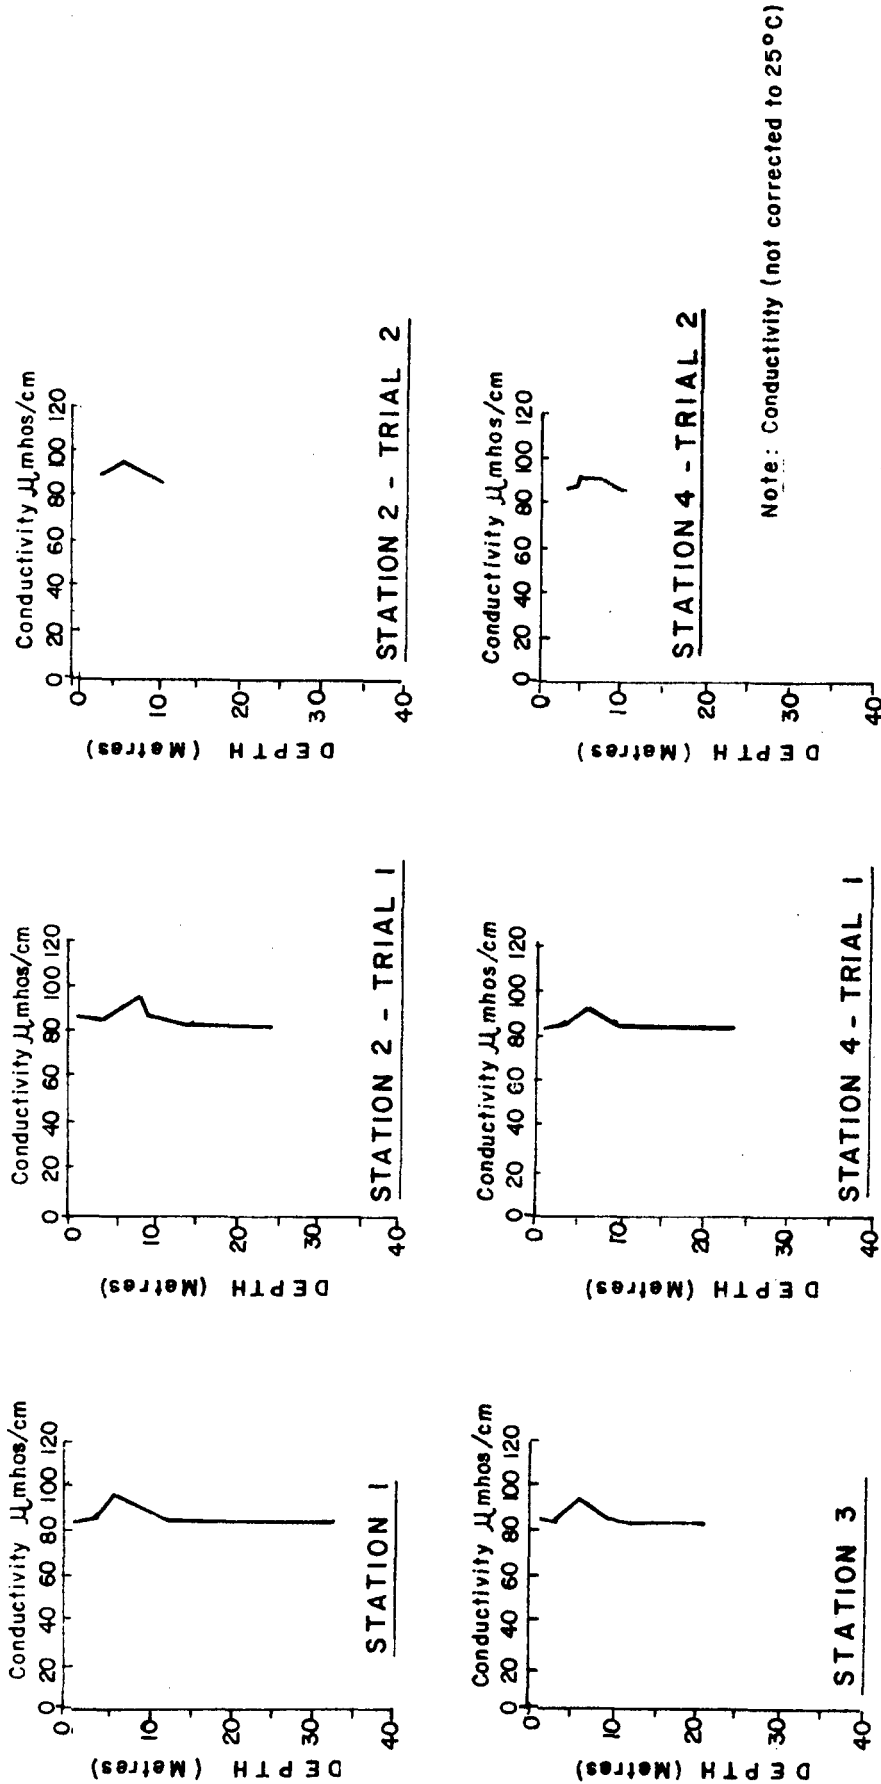 Conductivity μmhos/cm
0 20 40 60 80 100 120
0
10
20
30
40
DEPTH (Metres)
STATION 1
Conductivity μmhos/cm
0 20 40 60 80 100 120
0
10
20
30
40
DEPTH (Metres)
STATION 2 - TRIAL 1
Conductivity μmhos/cm
0 20 40 60 80 100 120
0
10
20
30
40
DEPTH (Metres)
STATION 2 - TRIAL 2
Conductivity μmhos/cm
0 20 40 60 80 100 120
0
10
20
30
40
DEPTH (Metres)
STATION 3
Conductivity μmhos/cm
0 20 40 60 80 100 120
0
10
20
30
40
DEPTH (Metres)
STATION 4 - TRIAL 1
Conductivity μmhos/cm
0 20 40 60 80 100 120
0
10
20
30
40
DEPTH (Metres)
STATION 4 - TRIAL 2
Note: Conductivity (not corrected to 25°C)